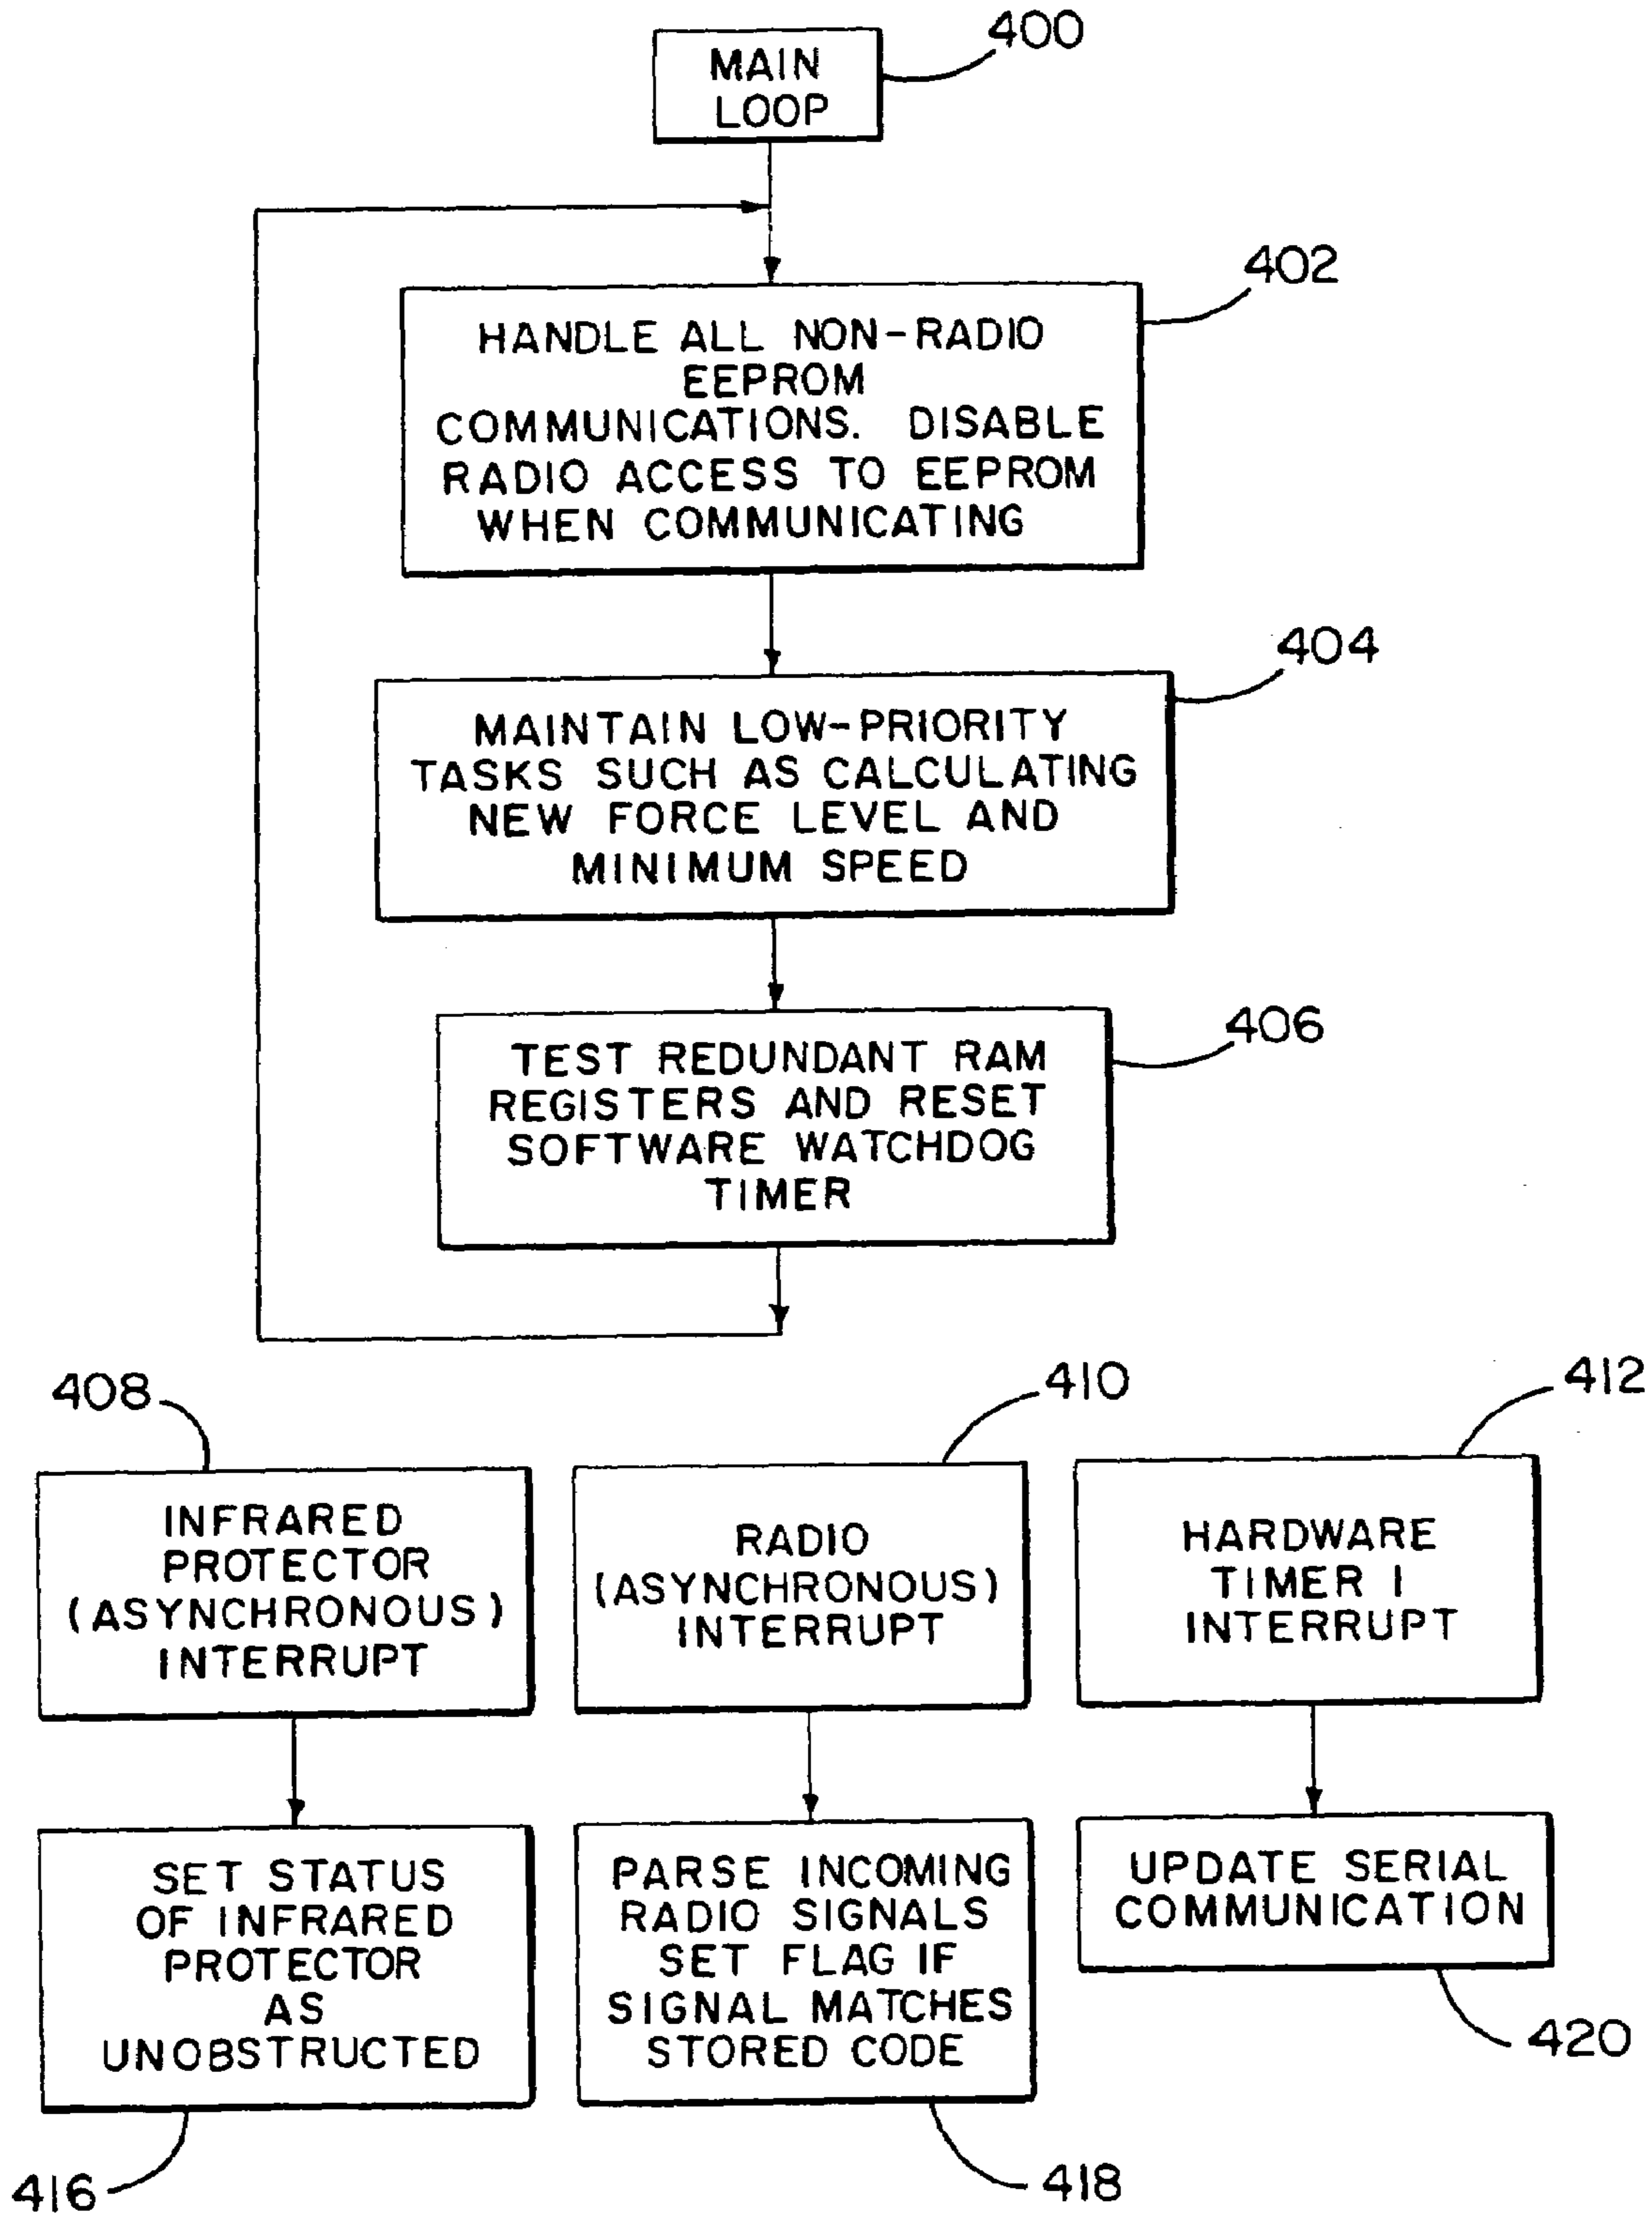 400
MAIN
LOOP
402
HANDLE ALL NON-RADIO
EEPROM
COMMUNICATIONS. DISABLE
RADIO ACCESS TO EEPROM
WHEN COMMUNICATING
404
MAINTAIN LOW-PRIORITY
TASKS SUCH AS CALCULATING
NEW FORCE LEVEL AND
MINIMUM SPEED
406
TEST REDUNDANT RAM
REGISTERS AND RESET
SOFTWARE WATCHDOG
TIMER
408
INFRARED
PROTECTOR
(ASYNCHRONOUS)
INTERRUPT
410
RADIO
(ASYNCHRONOUS)
INTERRUPT
412
HARDWARE
TIMER 1
INTERRUPT
SET STATUS
OF INFRARED
PROTECTOR
AS
UNOBSTRUCTED
416
PARSE INCOMING
RADIO SIGNALS
SET FLAG IF
SIGNAL MATCHES
STORED CODE
418
UPDATE SERIAL
COMMUNICATION
420